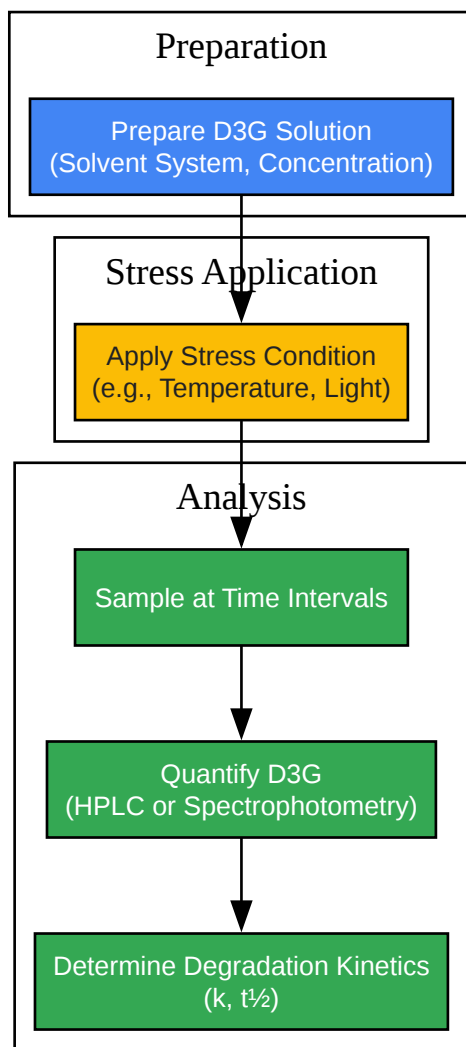 Preparation
Prepare D3G Solution
(Solvent System, Concentration)
Stress Application
Apply Stress Condition
(e.g., Temperature, Light)
Analysis
Sample at Time Intervals
Quantify D3G
(HPLC or Spectrophotometry)
Determine Degradation Kinetics
(k, t½)